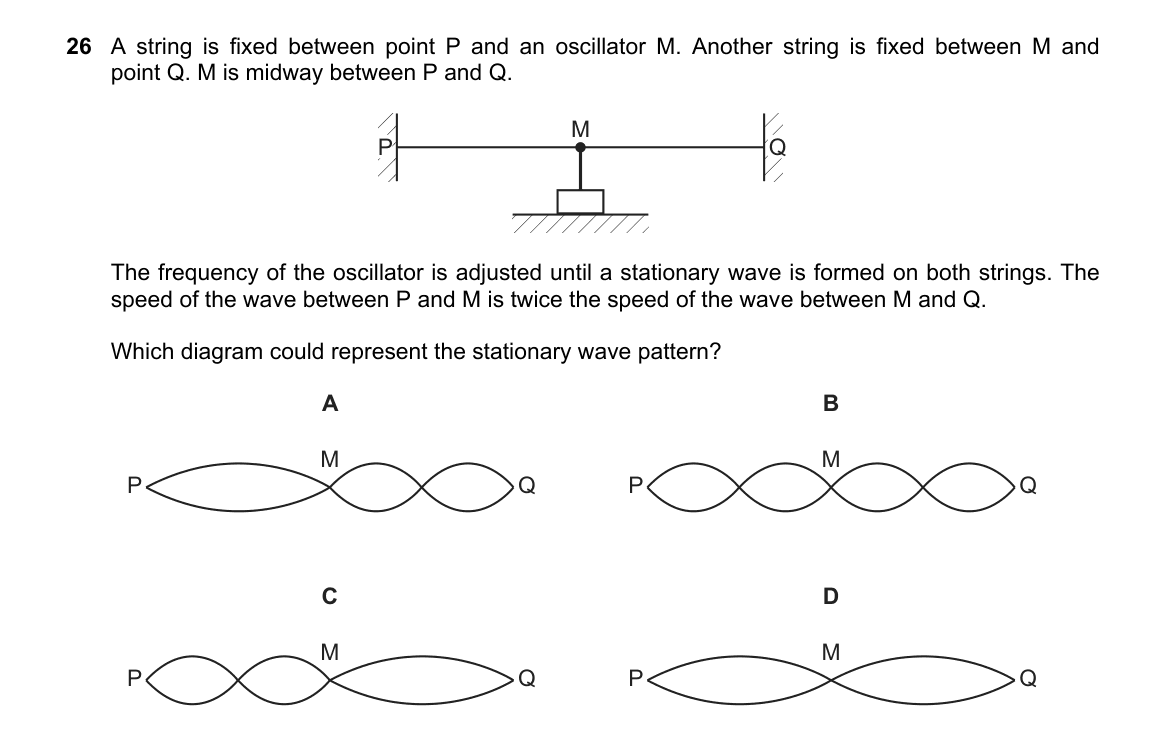 26 A string is fixed between point P and an oscillator M. Another string is fixed between M and
point Q. M is midway between P and Q.
M
P Q
The frequency of the oscillator is adjusted until a stationary wave is formed on both strings. The
speed of the wave between P and M is twice the speed of the wave between M and Q.
Which diagram could represent the stationary wave pattern?
A B
M M
P Q P Q
C D
M M
P Q P Q